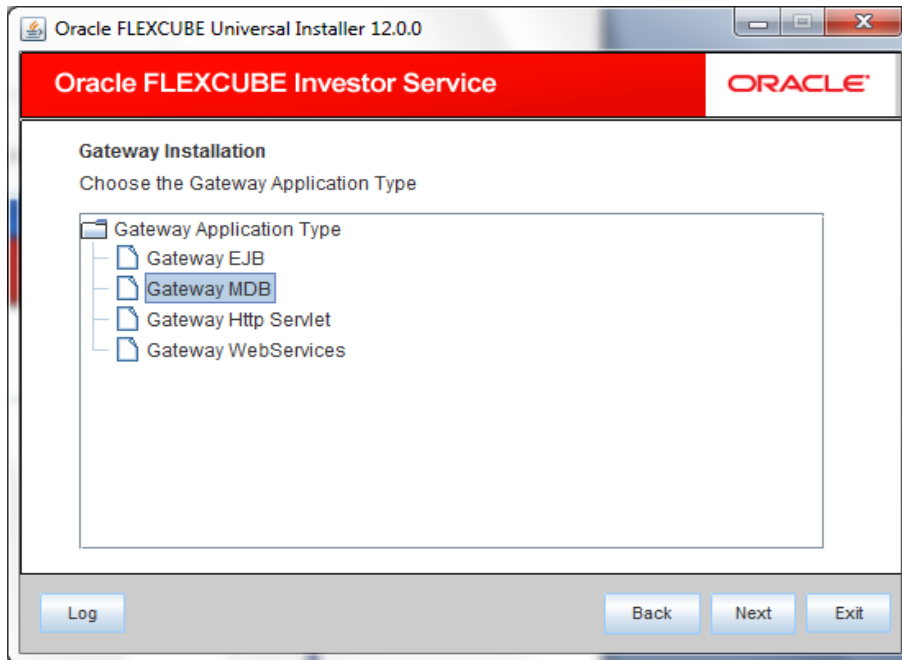 Oracle FLEXCUBE Universal Installer 12.0.0
Oracle FLEXCUBE Investor Service
ORACLE
Gateway Installation
Choose the Gateway Application Type
Gateway Application Type
Gateway EJB
Gateway MDB
Gateway Http Servlet
Gateway WebServices
Log Back Next Exit